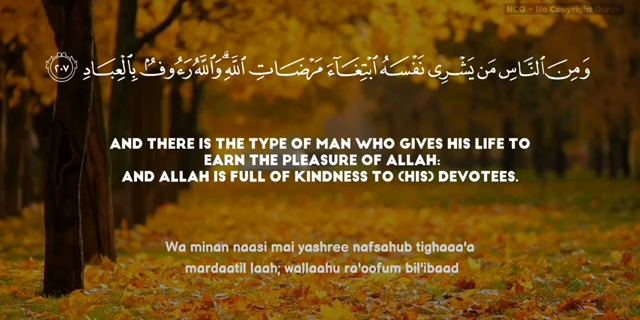 NCQ - No Copyright Quran
وَمِنَ ٱلنَّاسِ مَن يَشْرِى نَفْسَهُ ٱبْتِغَآءَ مَرْضَاتِ ٱللَّهِ ۗ وَٱللَّهُ رَءُوفٌۢ بِٱلْعِبَادِ ٢٠٧
AND THERE IS THE TYPE OF MAN WHO GIVES HIS LIFE TO
EARN THE PLEASURE OF ALLAH:
AND ALLAH IS FULL OF KINDNESS TO (HIS) DEVOTEES.
Wa minan naasi mai yashree nafsahub tighaaa'a
mardaatil laah; wallaahu ra'oofum bil'ibaad